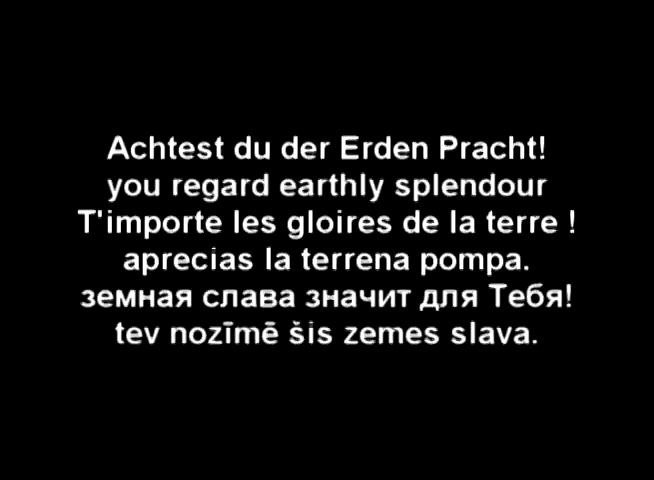 Achtest du der Erden Pracht!
you regard earthly splendour
T'importe les gloires de la terre !
aprecias la terrena pompa.
земная слава значит для Тебя!
tev nozīmē šis zemes slava.